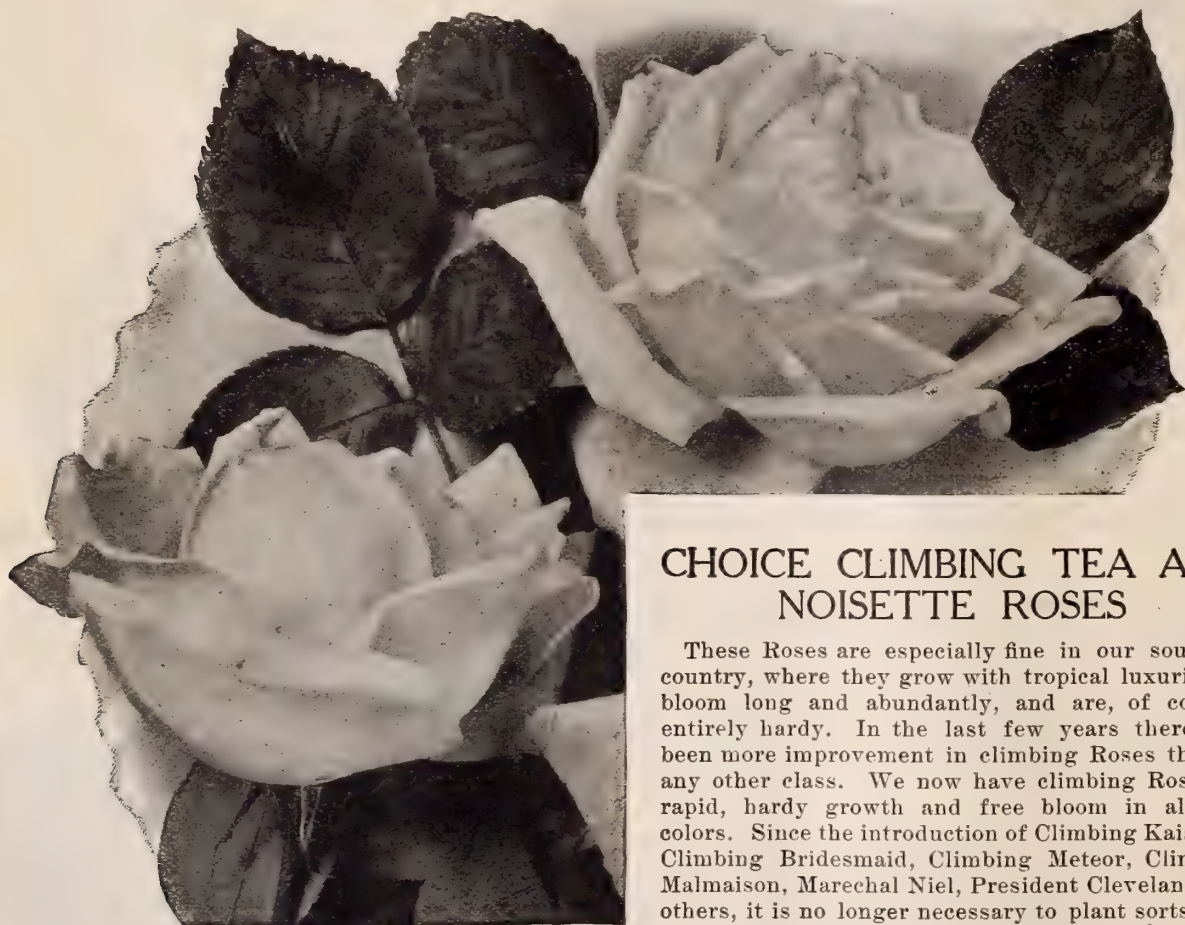 CHOICE CLIMBING TEA A
NOISETTE ROSES
These Roses are especially fine in our sou
country, where they grow with tropical luxuri
bloom long and abundantly, and are, of co
entirely hardy. In the last few years there
been more improvement in climbing Roses th
any other class. We now have climbing Ros
rapid, hardy growth and free bloom in al
colors. Since the introduction of Climbing Kai
Climbing Bridesmaid, Climbing Meteor, Clim
Malmaison, Marechal Niel, President Clevelan
others, it is no longer necessary to plant sorts